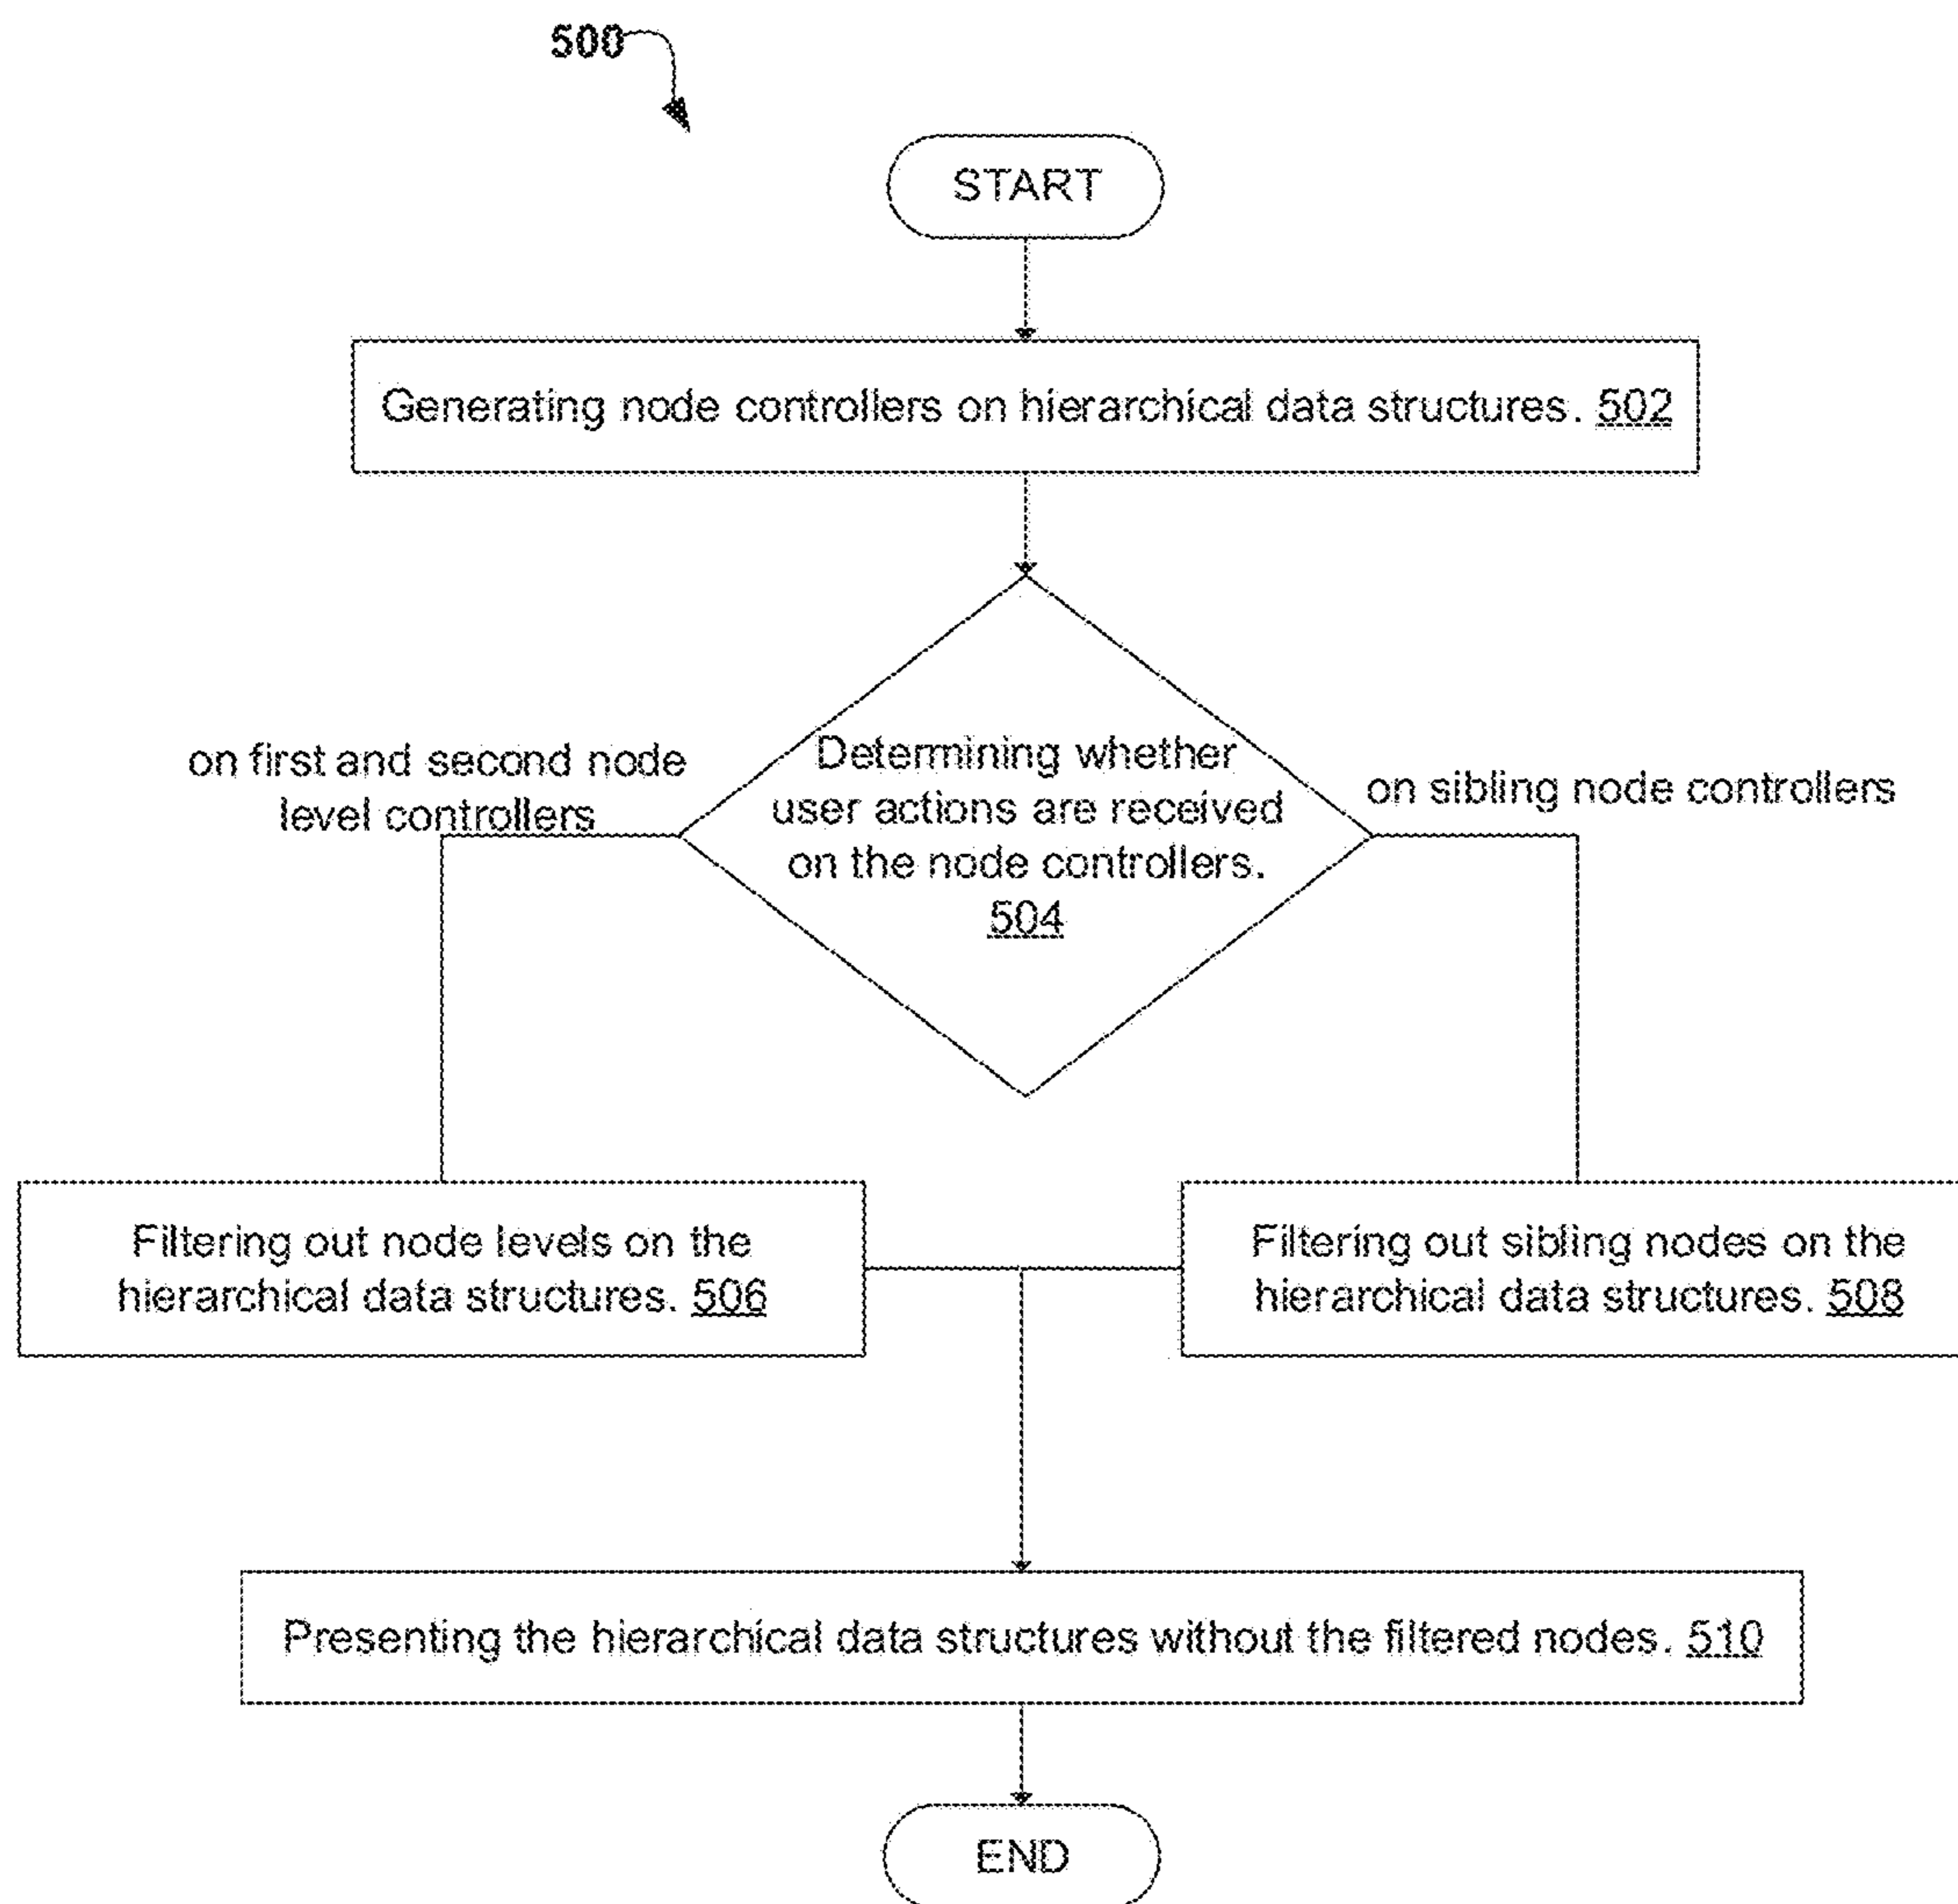 500
START
Generating node controllers on hierarchical data structures. 502
on first and second node
level controllers
Determining whether
user actions are received
on the node controllers.
504
on sibling node controllers
Filtering out node levels on the
hierarchical data structures. 506
Filtering out sibling nodes on the
hierarchical data structures. 508
Presenting the hierarchical data structures without the filtered nodes. 510
END